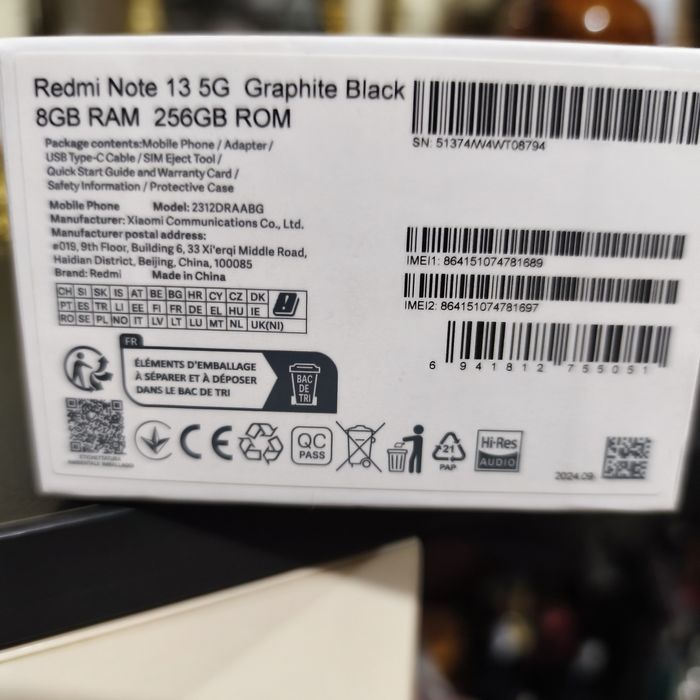 Redmi Note 13 5G Graphite Black
8GB RAM 256GB ROM
Package contents:Mobile Phone / Adapter/
USB Type-C Cable / SIM Eject Tool /
Quick Start Guide and Warranty Card /
Safety Information / Protective Case
Mobile Phone Model: 2312DRAABG
Manufacturer: Xiaomi Communications Co., Ltd.
Manufacturer postal address:
#019, 9th Floor, Building 6, 33 Xi'erqi Middle Road,
Haidian District, Beijing, China, 100085
Brand: Redmi Made in China
CH SI SK IS AT BE BG HR CY CZ DK
PT ES TR LI EE FI FR DE EL HU IE
RO SE PL NO IT LV LT LU MT NL UK(NI)
SN: 51374/W4WT08794
IMEI1: 864151074781689
IMEI2: 864151074781697
6 941812 755051
FR
ÉLÉMENTS D'EMBALLAGE
À SÉPARER ET À DÉPOSER
DANS LE BAC DE TRI
BAC
DE
TRI
ETICHETTATURA
AMBIENTALE IMBALLAGGI
CE
QC
PASS
21
PAP
Hi-Res
AUDIO
2024.09